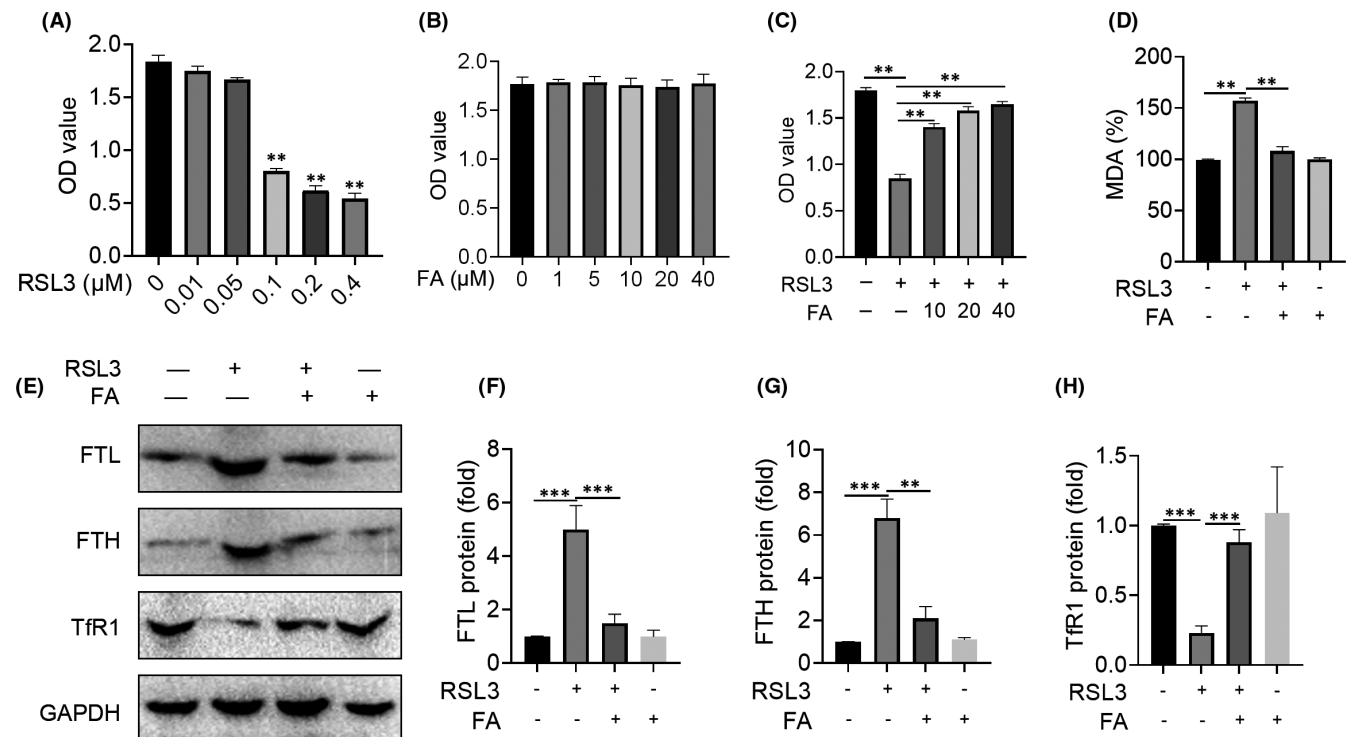 (A)
2.0
1.5
1.0
0.5
0.0
OD value
** ** **
RSL3 (μM) 0 0.01 0.05 0.1 0.2 0.4
(B)
2.0
1.5
1.0
0.5
0.0
OD value
FA (μM) 0 1 5 10 20 40
(C)
2.0
1.5
1.0
0.5
0.0
OD value
** **
**
**
RSL3 – + + + +
FA – – 10 20 40
(D)
200
150
100
50
0
MDA (%)
** **
RSL3 - + + -
FA - - + +
(E)
RSL3 — + + —
FA — — + +
FTL
FTH
TfR1
GAPDH
(F)
8
6
4
2
0
FTL protein (fold)
*** ***
RSL3 - + + -
FA - - + +
(G)
10
8
6
4
2
0
FTH protein (fold)
*** **
RSL3 - + + -
FA - - + +
(H)
1.5
1.0
0.5
0.0
TfR1 protein (fold)
*** ***
RSL3 - + + -
FA - - + +